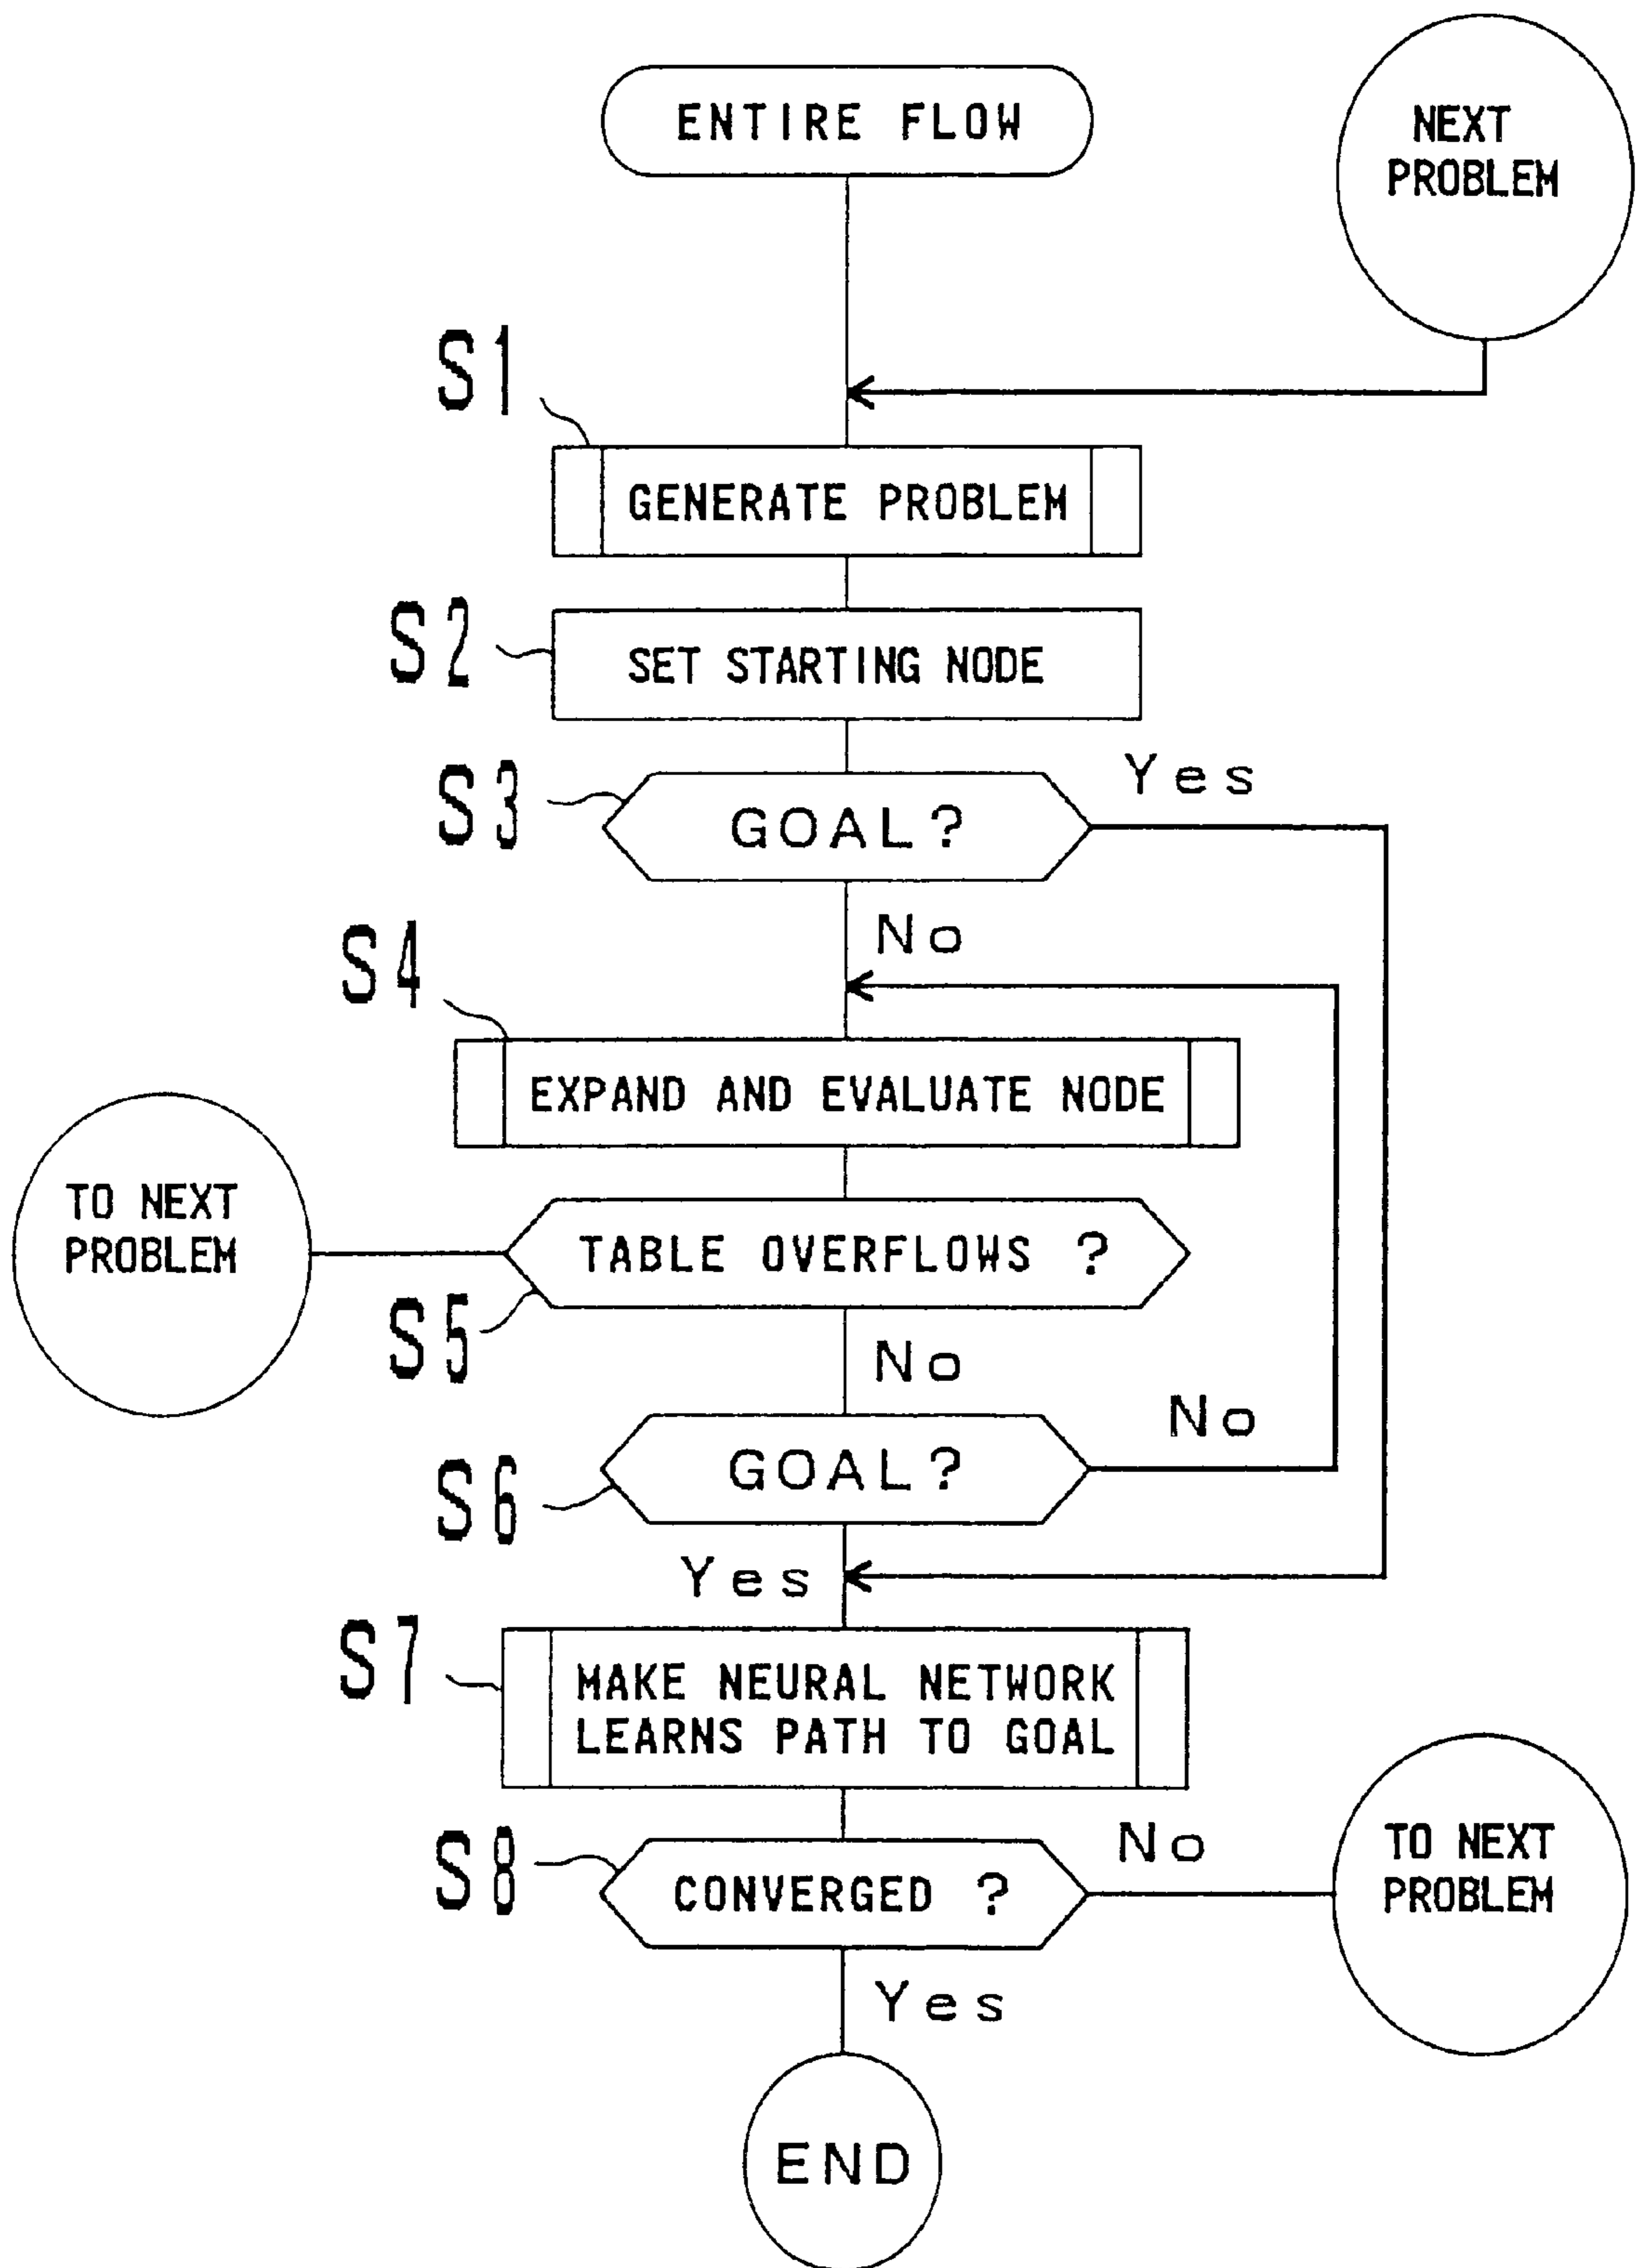 ENTIRE FLOW
NEXT
PROBLEM
S1
GENERATE PROBLEM
S2
SET STARTING NODE
S3
GOAL?
Yes
No
S4
EXPAND AND EVALUATE NODE
TO NEXT
PROBLEM
TABLE OVERFLOWS ?
S5
No
No
S6
GOAL?
Yes
S7
MAKE NEURAL NETWORK
LEARNS PATH TO GOAL
S8
CONVERGED ?
No
TO NEXT
PROBLEM
Yes
END